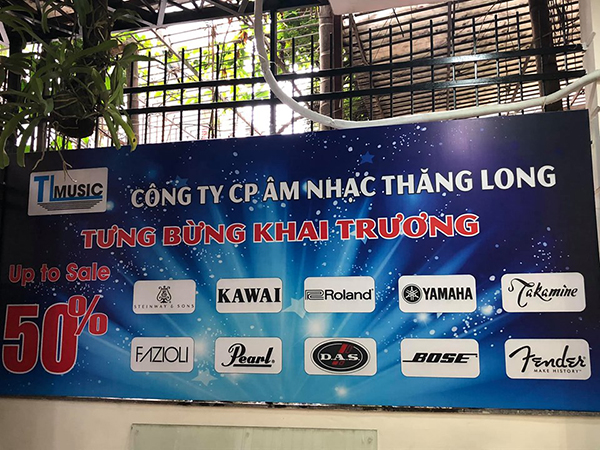 TL MUSIC
CÔNG TY CP ÂM NHẠC THĂNG LONG
TƯNG BỪNG KHAI TRƯƠNG
Up to Sale
50%
STEINWAY & SONS
KAWAI
Roland
YAMAHA
Takamine
FAZIOLI
Pearl
D.A.S
BOSE
Fender
MAKE HISTORY